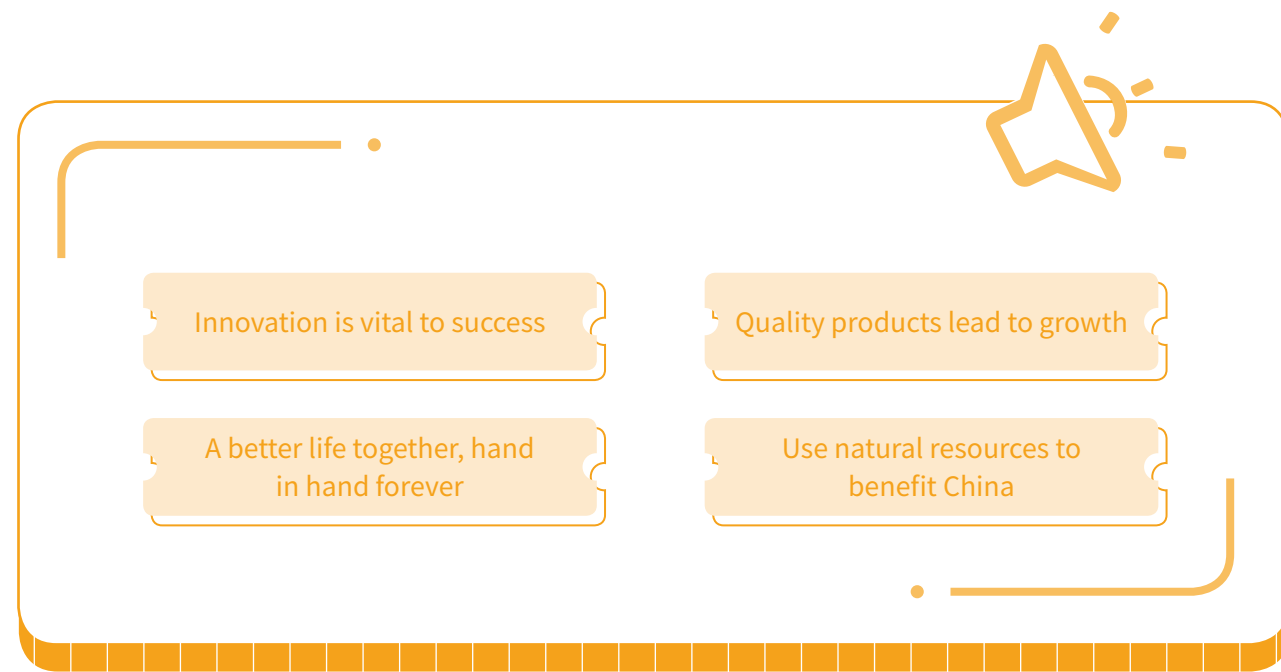 Innovation is vital to success
Quality products lead to growth
A better life together, hand
in hand forever
Use natural resources to
benefit China